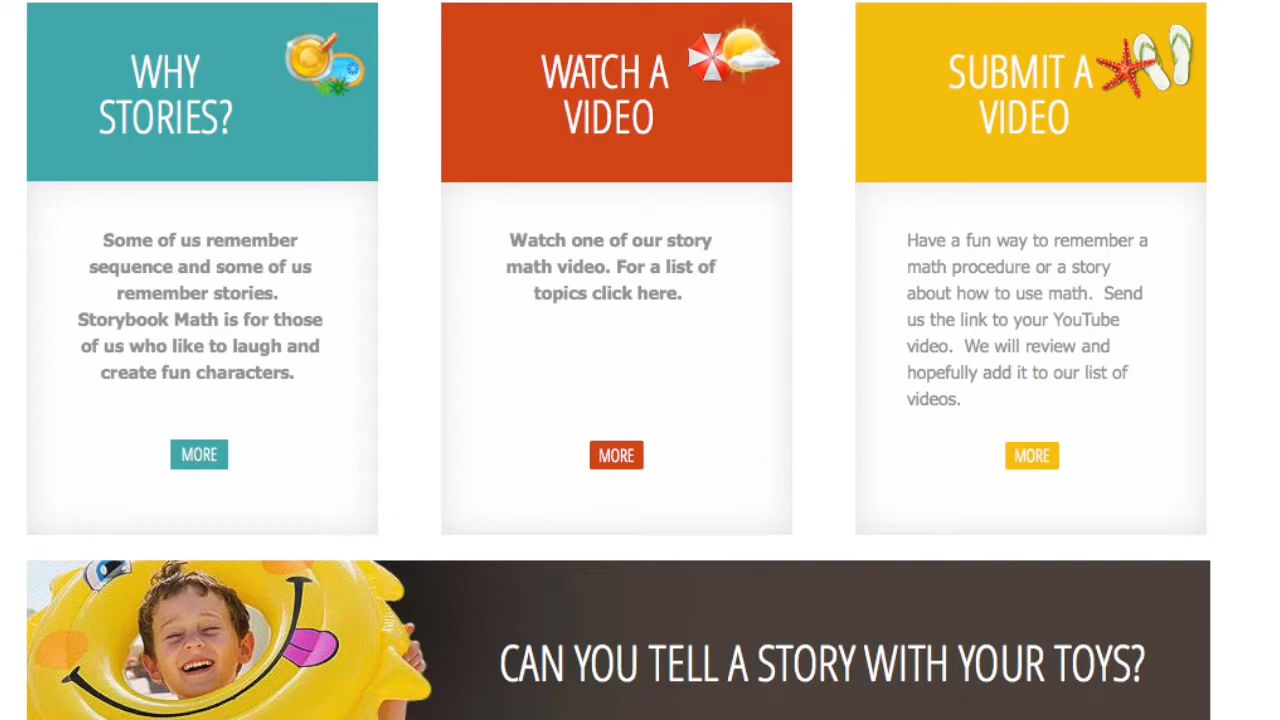 WHY
STORIES?
Some of us remember
sequence and some of us
remember stories.
Storybook Math is for those
of us who like to laugh and
create fun characters.
MORE
WATCH A
VIDEO
Watch one of our story
math video. For a list of
topics click here.
MORE
SUBMIT A
VIDEO
Have a fun way to remember a
math procedure or a story
about how to use math.  Send
us the link to your YouTube
video.  We will review and
hopefully add it to our list of
videos.
MORE
CAN YOU TELL A STORY WITH YOUR TOYS?